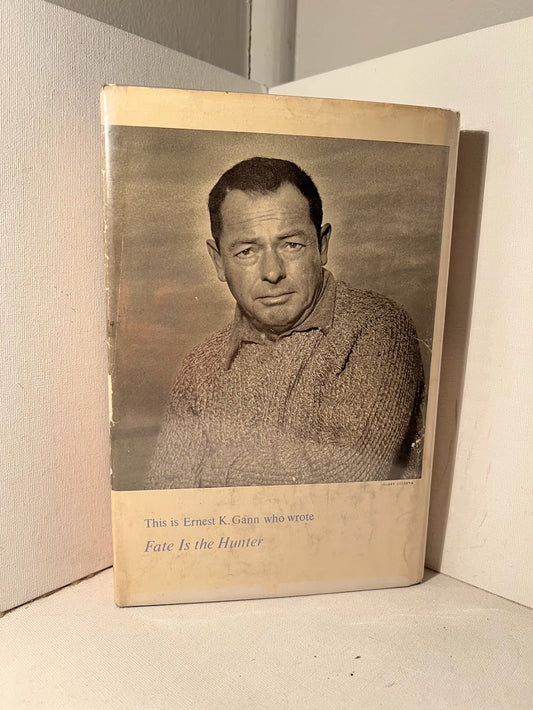 This is Ernest K. Gann who wrote
Fate Is the Hunter